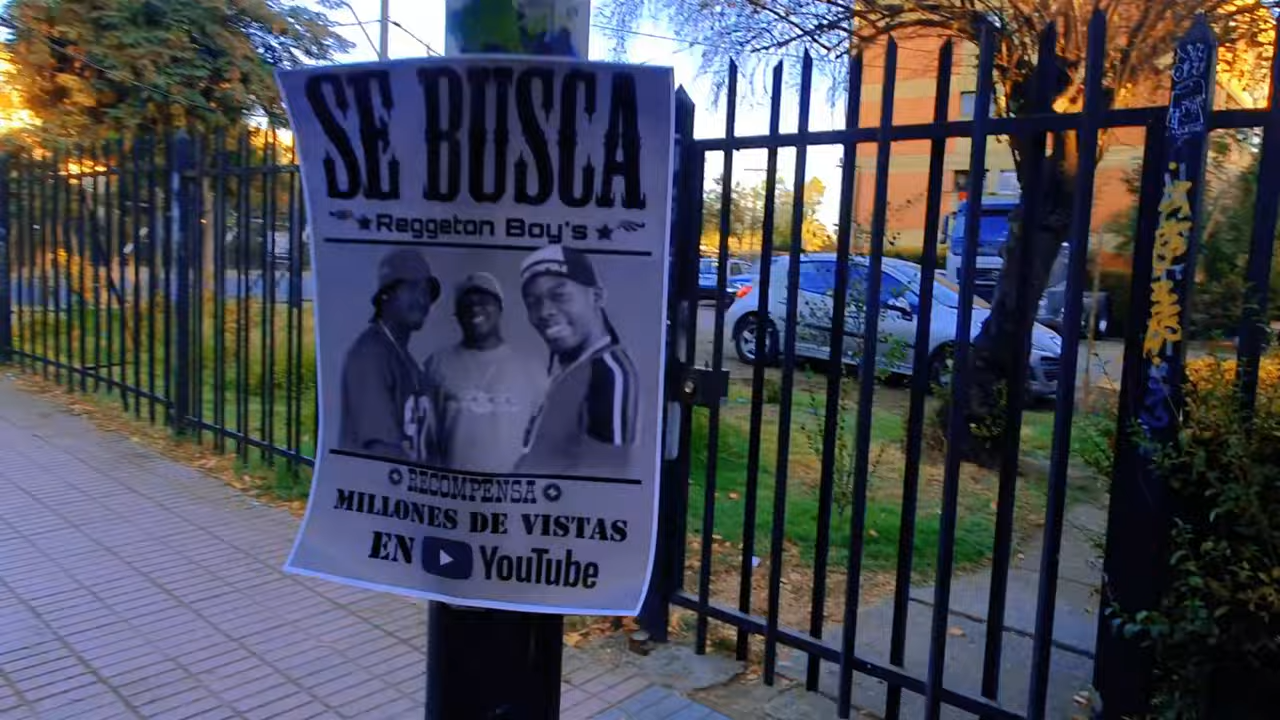 SE BUSCA
Reggeton Boy's
RECOMPENSA
MILLONES DE VISTAS
EN YouTube